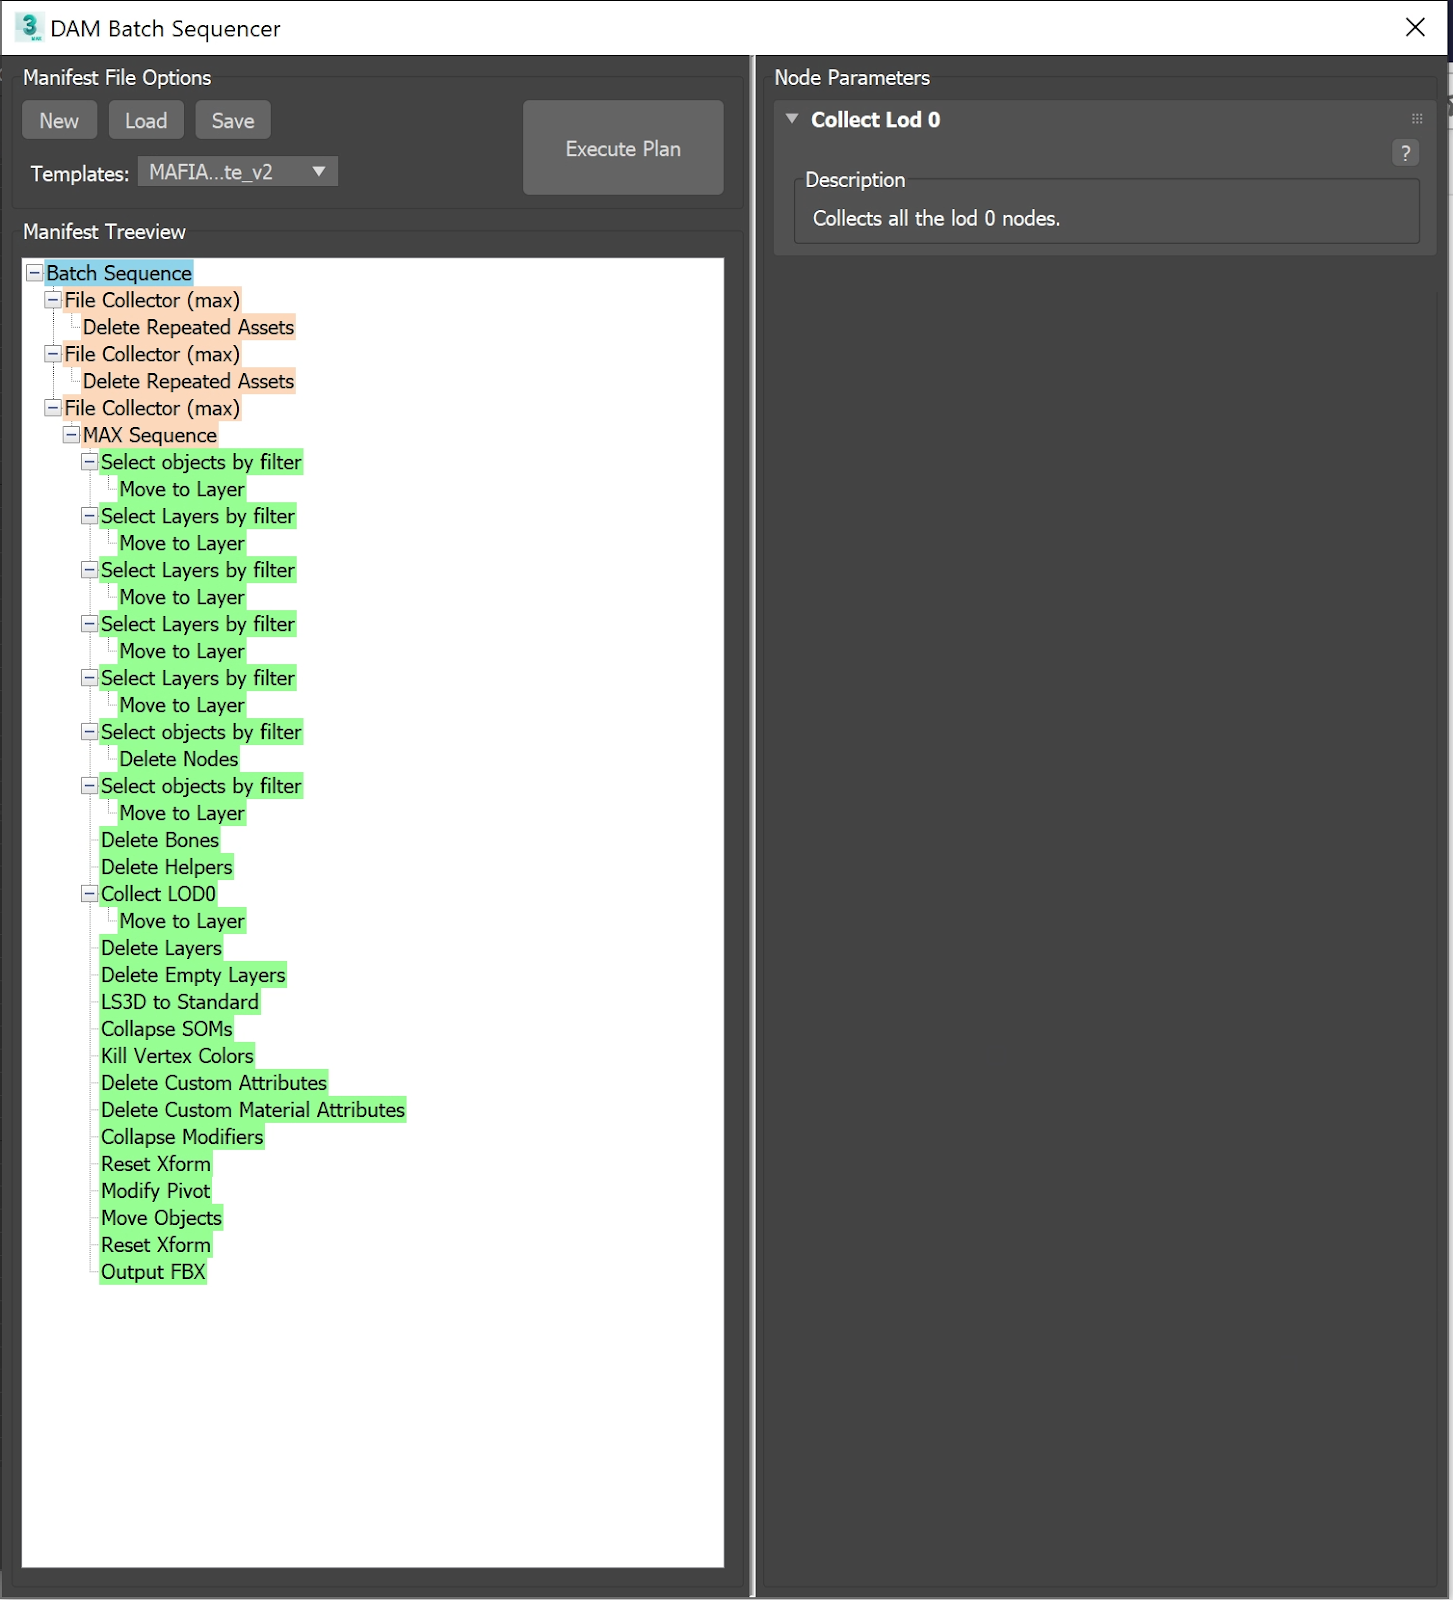 DAM Batch Sequencer
Manifest File Options
New Load Save
Execute Plan
Templates: MAFIA...te_v2
Manifest Treeview
Batch Sequence
File Collector (max)
Delete Repeated Assets
File Collector (max)
Delete Repeated Assets
File Collector (max)
MAX Sequence
Select objects by filter
Move to Layer
Select Layers by filter
Move to Layer
Select Layers by filter
Move to Layer
Select Layers by filter
Move to Layer
Select Layers by filter
Move to Layer
Select objects by filter
Delete Nodes
Select objects by filter
Move to Layer
Delete Bones
Delete Helpers
Collect LOD0
Move to Layer
Delete Layers
Delete Empty Layers
LS3D to Standard
Collapse SOMs
Kill Vertex Colors
Delete Custom Attributes
Delete Custom Material Attributes
Collapse Modifiers
Reset Xform
Modify Pivot
Move Objects
Reset Xform
Output FBX
Node Parameters
Collect Lod 0
?
Description
Collects all the lod 0 nodes.